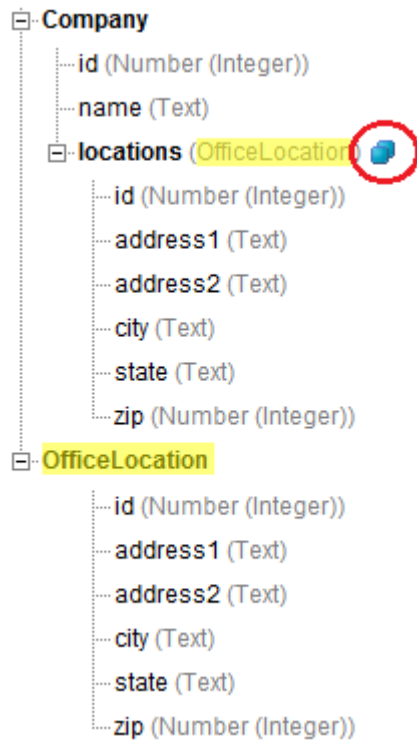 Company
id (Number (Integer))
name (Text)
locations (OfficeLocation)
id (Number (Integer))
address1 (Text)
address2 (Text)
city (Text)
state (Text)
zip (Number (Integer))
OfficeLocation
id (Number (Integer))
address1 (Text)
address2 (Text)
city (Text)
state (Text)
zip (Number (Integer))